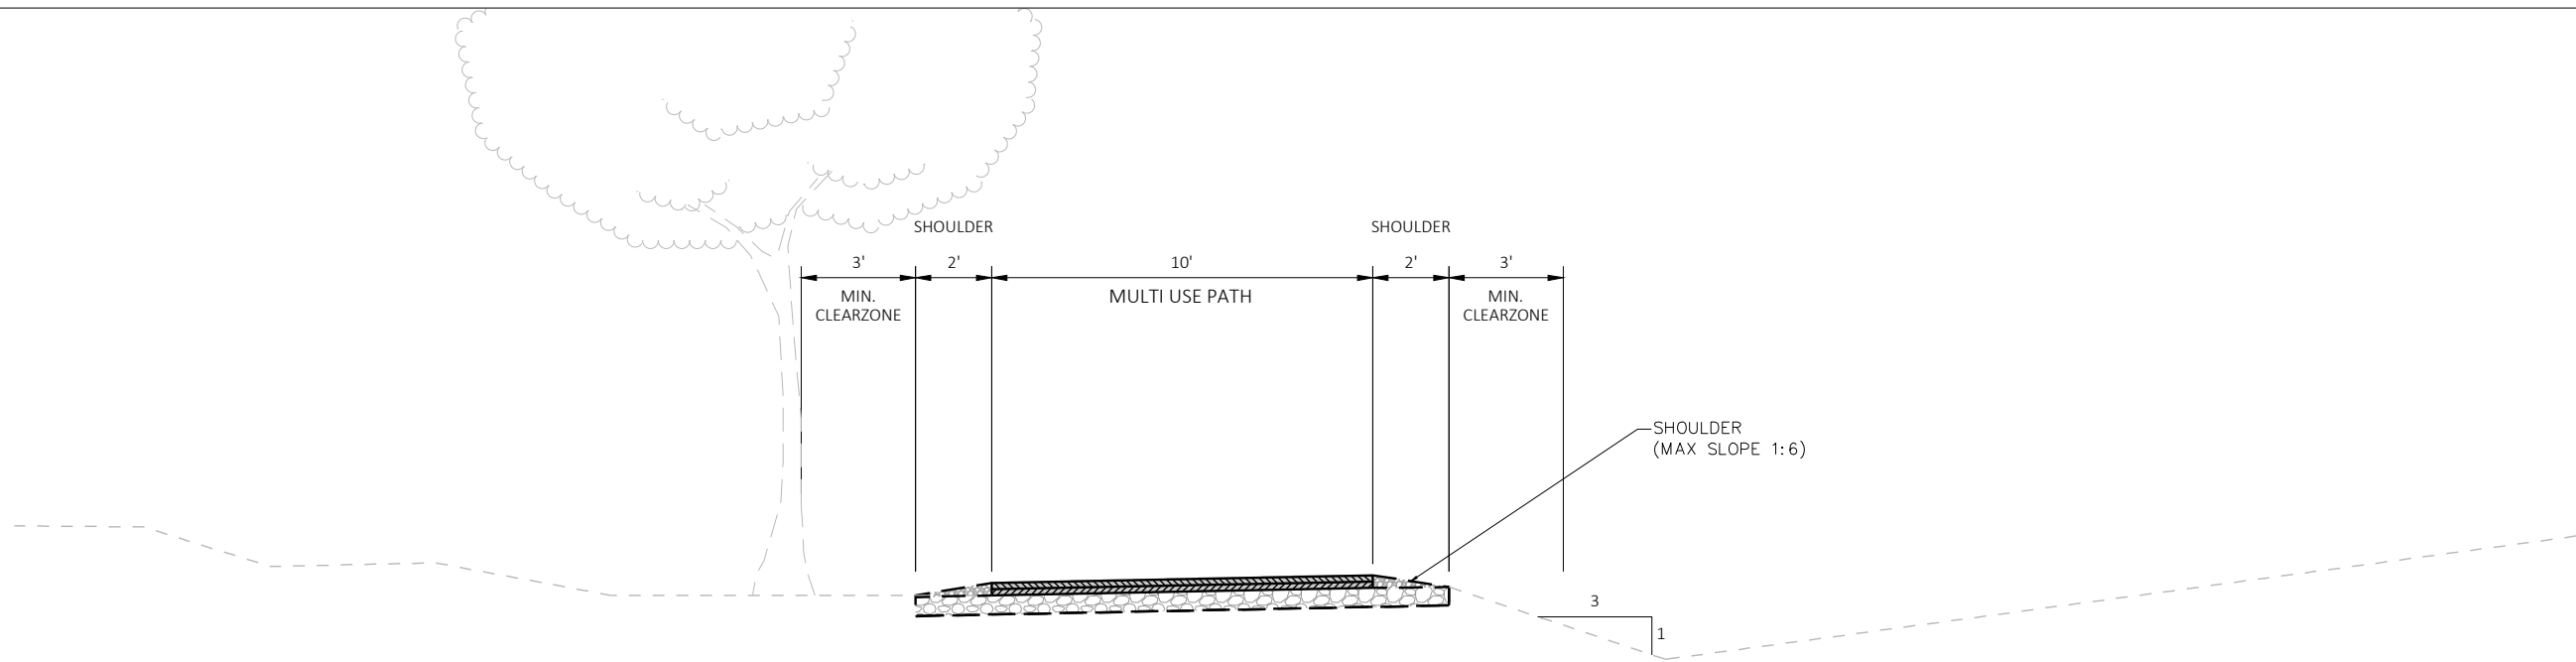 SHOULDER
SHOULDER
3'
2'
10'
2'
3'
MIN.
CLEARZONE
MULTI USE PATH
MIN.
CLEARZONE
SHOULDER
(MAX SLOPE 1:6)
3
1